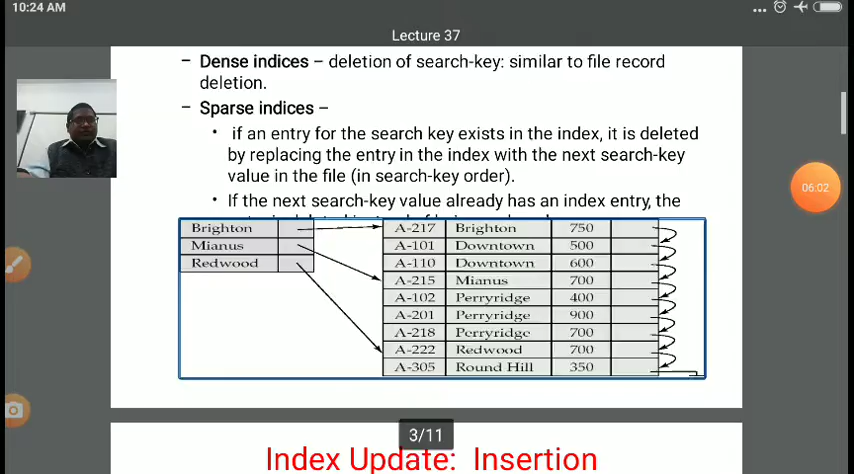 10:24 AM
Lecture 37
– Dense indices – deletion of search-key: similar to file record
deletion.
– Sparse indices –
• if an entry for the search key exists in the index, it is deleted
by replacing the entry in the index with the next search-key
value in the file (in search-key order).
• If the next search-key value already has an index entry, the
06:02
Brighton
Mianus
Redwood
A-217 Brighton 750
A-101 Downtown 500
A-110 Downtown 600
A-215 Mianus 700
A-102 Perryridge 400
A-201 Perryridge 900
A-218 Perryridge 700
A-222 Redwood 700
A-305 Round Hill 350
3/11
Index Update: Insertion